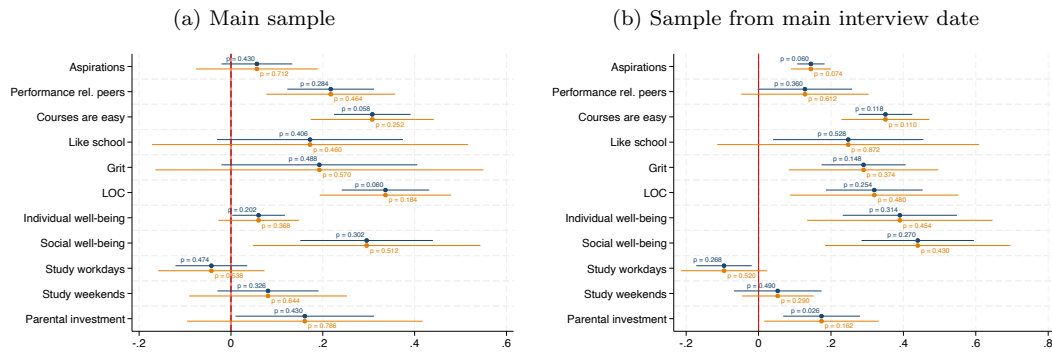 (a) Main sample
Aspirations
p = 0.430
p = 0.712
Performance rel. peers
p = 0.284
p = 0.464
Courses are easy
p = 0.058
p = 0.252
Like school
p = 0.406
p = 0.460
Grit
p = 0.488
p = 0.570
LOC
p = 0.060
p = 0.164
Individual well-being
p = 0.202
p = 0.368
Social well-being
p = 0.302
p = 0.512
Study workdays
p = 0.474
p = 0.538
Study weekends
p = 0.326
p = 0.644
Parental investment
p = 0.430
p = 0.786
-.2 0 .2 .4 .6
(b) Sample from main interview date
Aspirations
p = 0.060
p = 0.074
Performance rel. peers
p = 0.360
p = 0.612
Courses are easy
p = 0.118
p = 0.110
Like school
p = 0.528
p = 0.872
Grit
p = 0.148
p = 0.374
LOC
p = 0.254
p = 0.480
Individual well-being
p = 0.314
p = 0.454
Social well-being
p = 0.270
p = 0.430
Study workdays
p = 0.268
p = 0.520
Study weekends
p = 0.490
p = 0.290
Parental investment
p = 0.026
p = 0.162
-.2 0 .2 .4 .6 .8